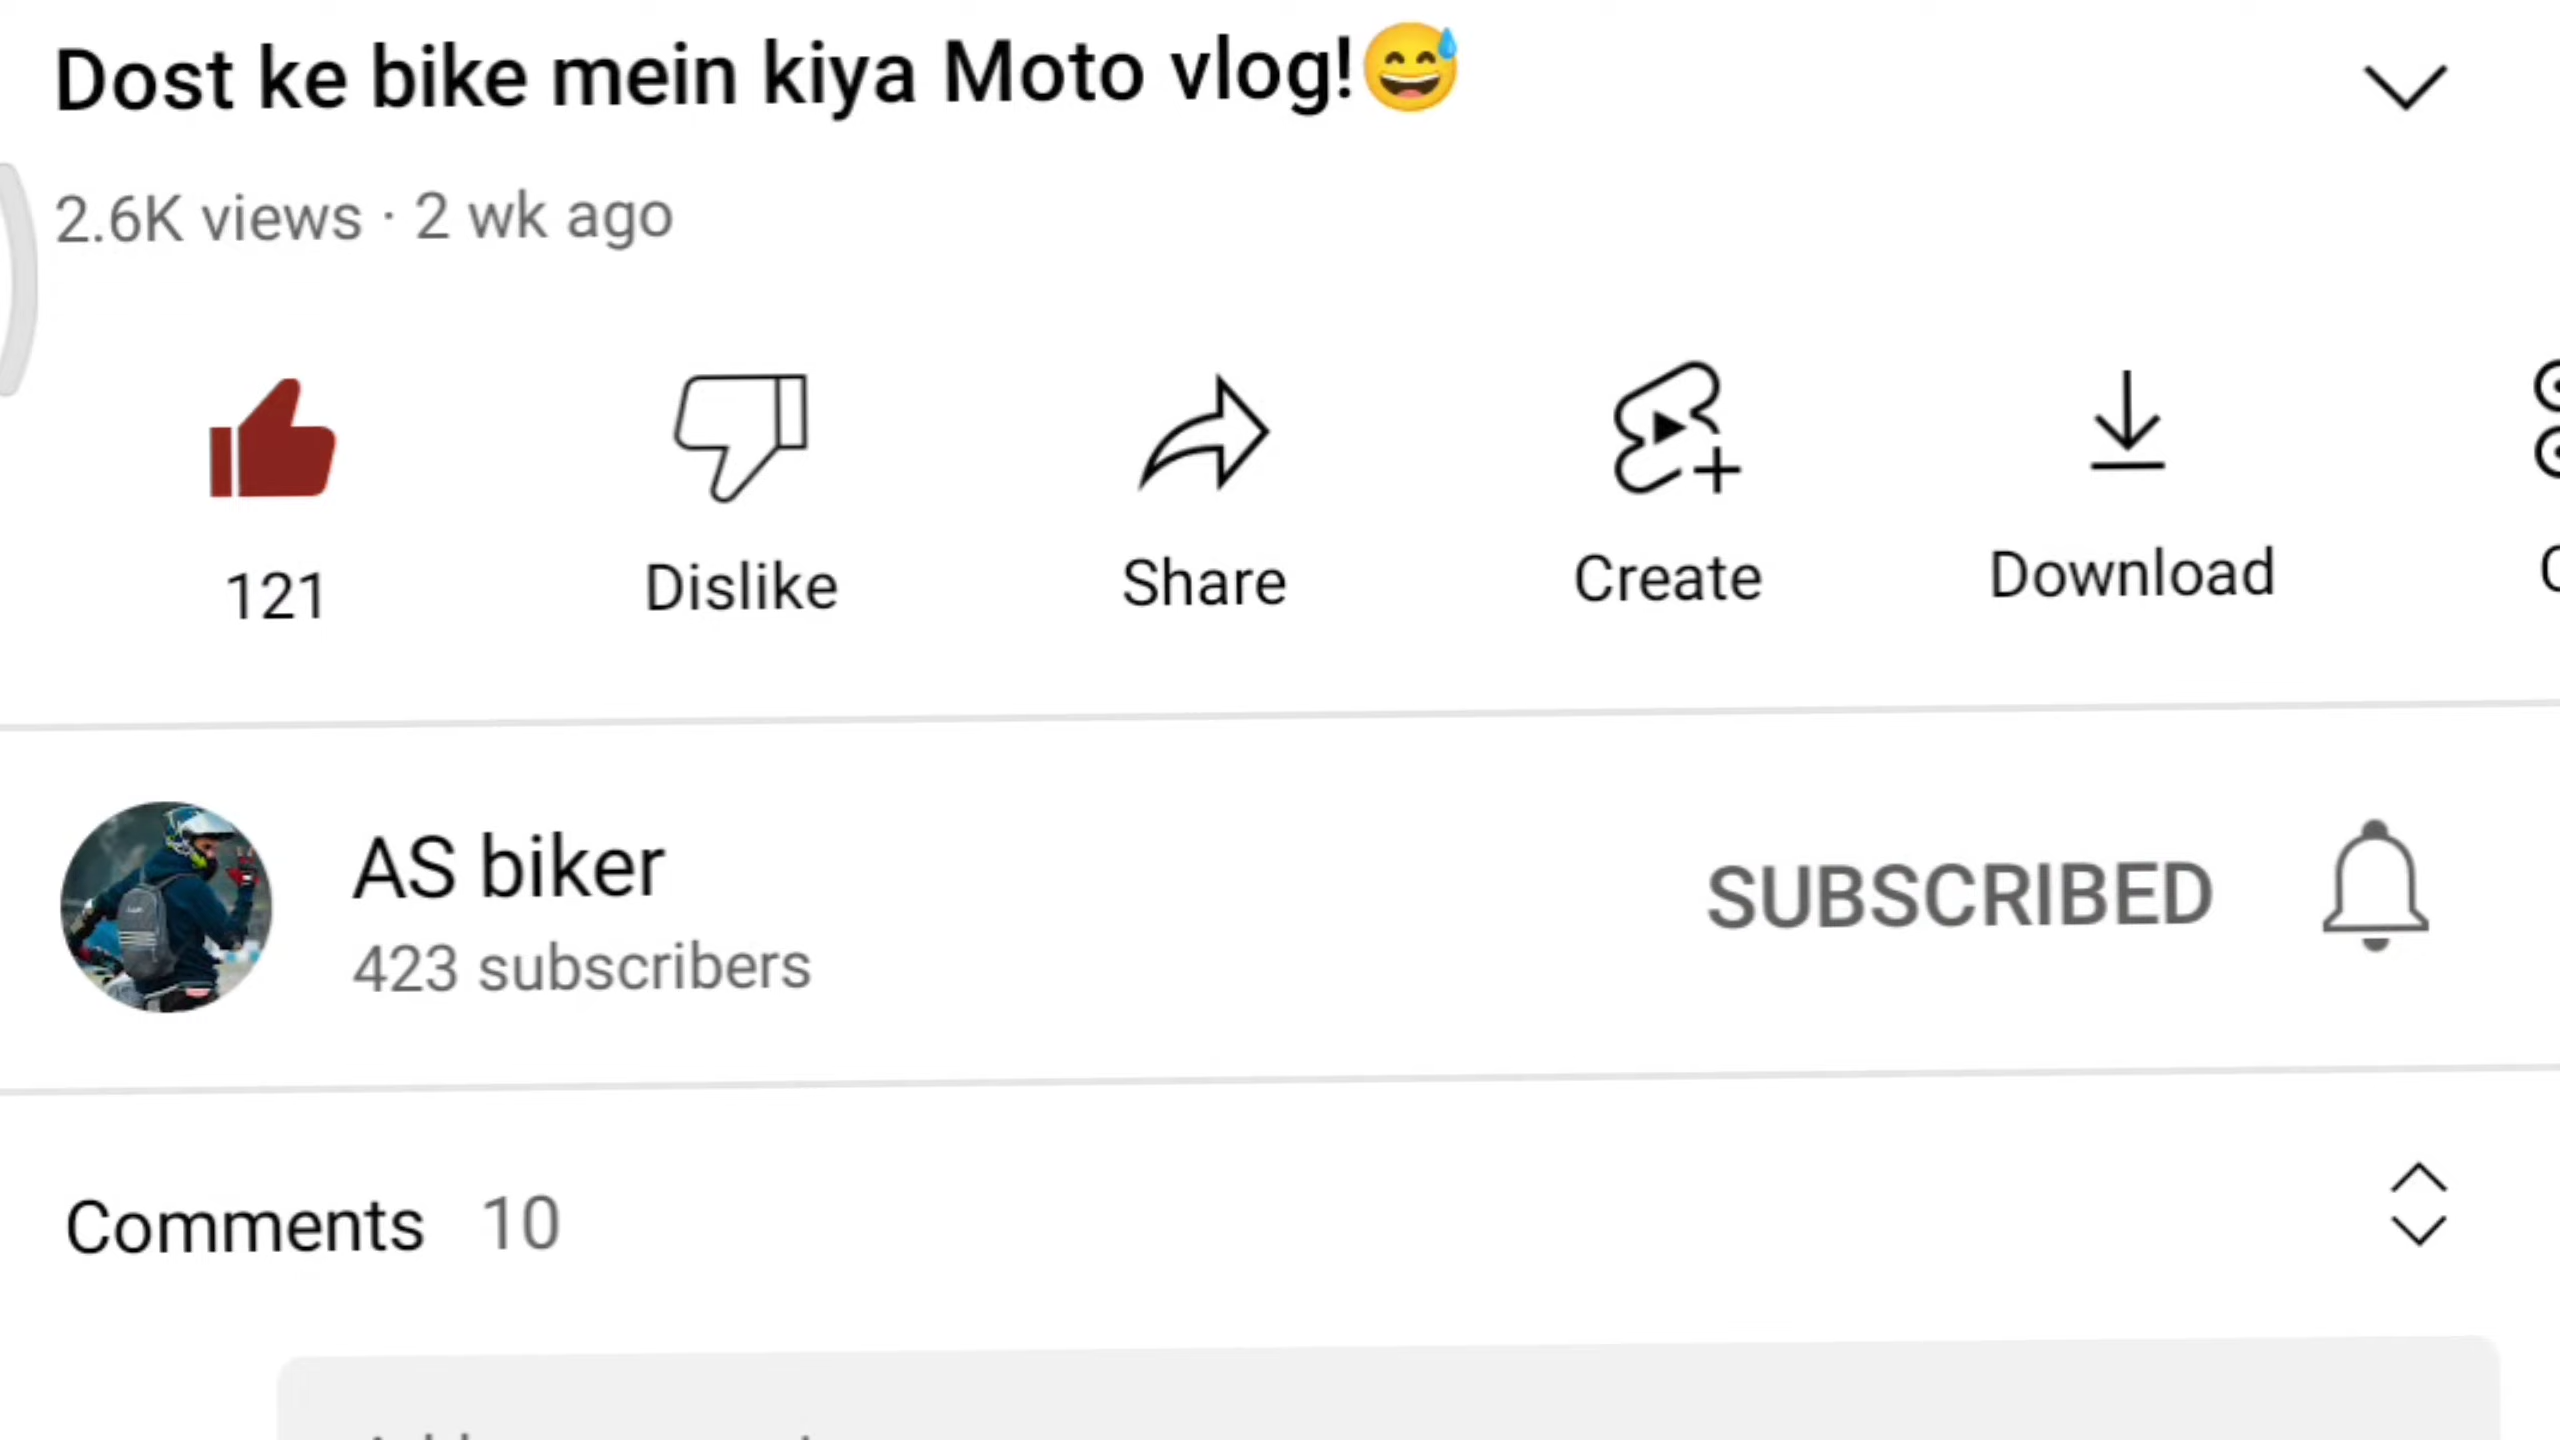 Dost ke bike mein kiya Moto vlog!😅
2.6K views · 2 wk ago
121
Dislike
Share
Create
Download
AS biker
423 subscribers
SUBSCRIBED
Comments 10